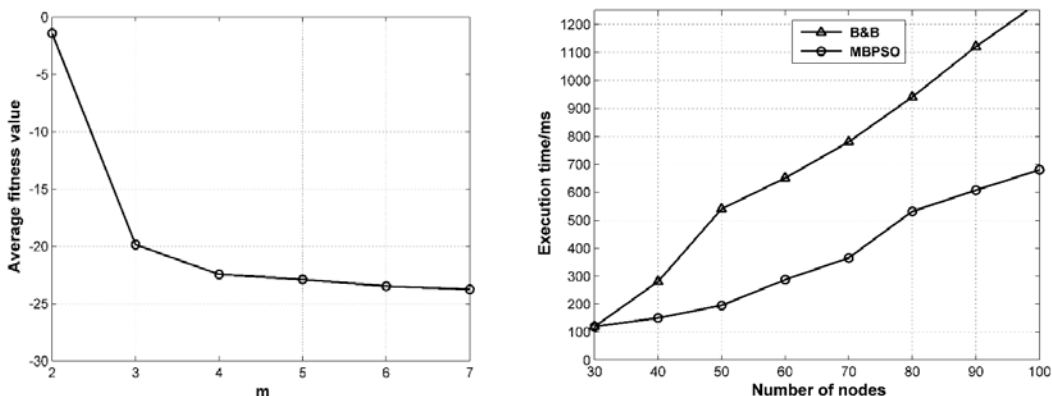 0
-5
-10
-15
-20
-25
-30
2 3 4 5 6 7
m
Average fitness value
1200
1100
1000
900
800
700
600
500
400
300
200
100
0
30 40 50 60 70 80 90 100
Number of nodes
Execution time/ms
B&B
MBPSO